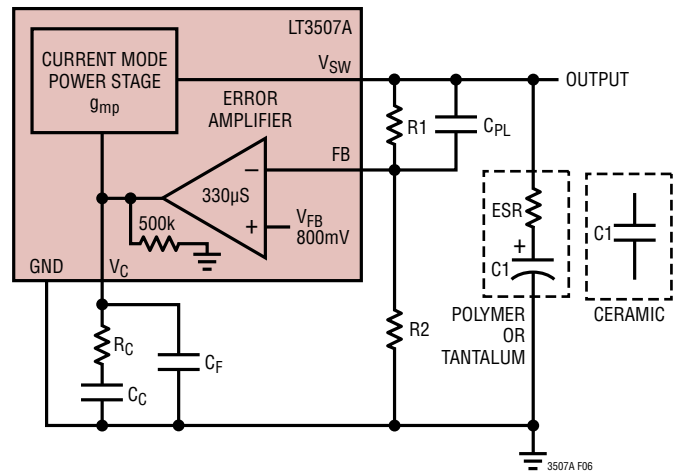 LT3507A
CURRENT MODE
POWER STAGE
gmp
VSW
OUTPUT
ERROR
AMPLIFIER
R1
CPL
FB
–
330µS
+
VFB
800mV
500k
ESR
+
C1
C1
GND
VC
POLYMER
OR
TANTALUM
CERAMIC
R2
RC
CF
CC
3507A F06